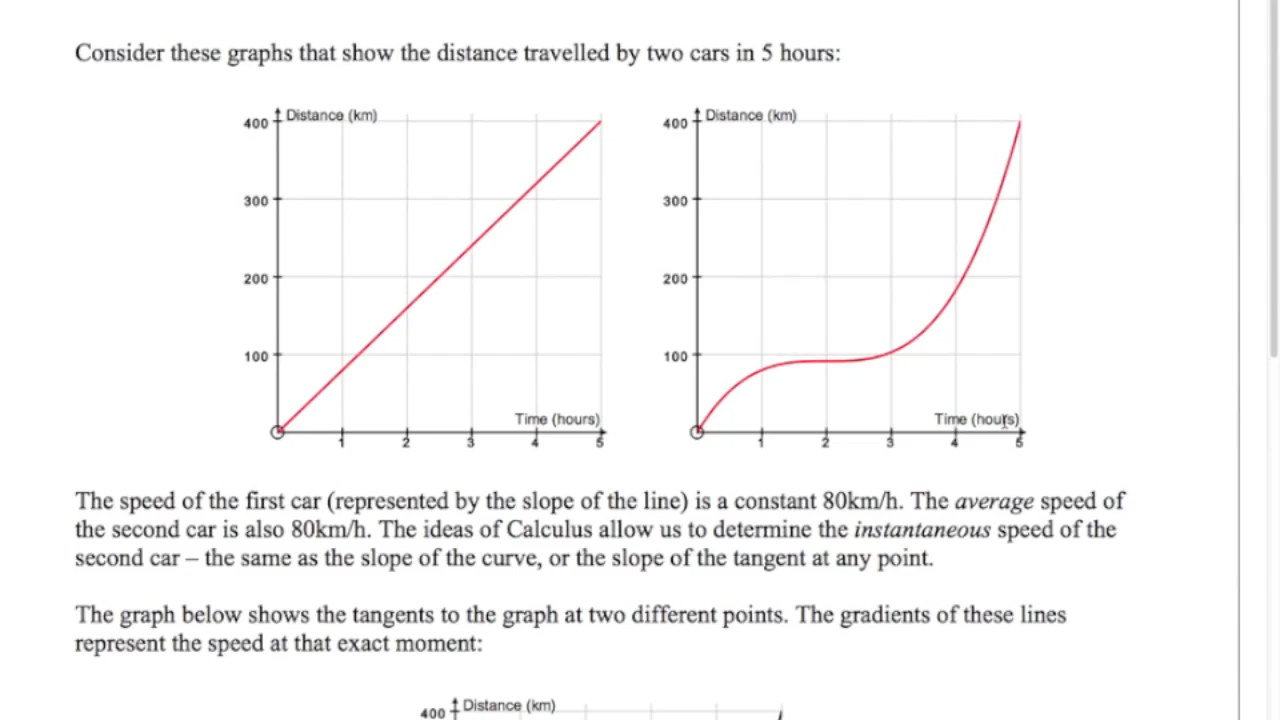 Consider these graphs that show the distance travelled by two cars in 5 hours:
400 Distance (km)
300
200
100
Time (hours)
1 2 3 4 5
400 Distance (km)
300
200
100
Time (hours)
1 2 3 4 5
The speed of the first car (represented by the slope of the line) is a constant 80km/h. The average speed of
the second car is also 80km/h. The ideas of Calculus allow us to determine the instantaneous speed of the
second car – the same as the slope of the curve, or the slope of the tangent at any point.
The graph below shows the tangents to the graph at two different points. The gradients of these lines
represent the speed at that exact moment:
400 Distance (km)